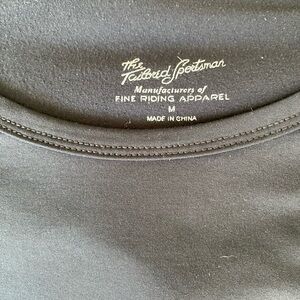 The
Tailored Sportsman
Manufacturers of
FINE RIDING APPAREL
M
MADE IN CHINA